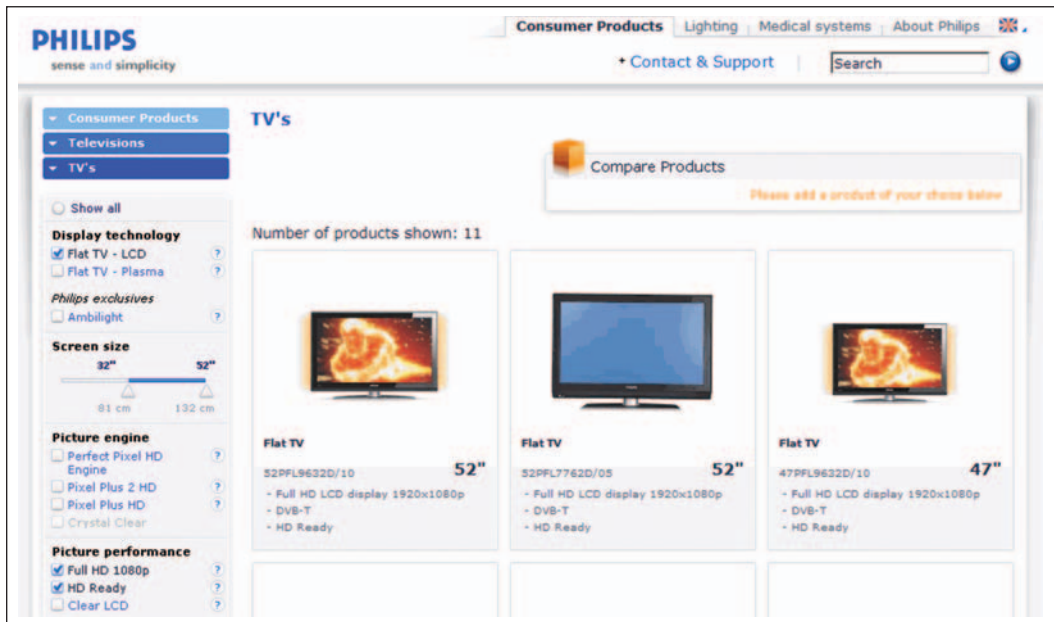 Consumer Products Lighting Medical systems About Philips
PHILIPS
sense and simplicity
Contact & Support Search
Consumer Products
Televisions
TV's
Show all
Display technology
Flat TV - LCD ?
Flat TV - Plasma ?
Philips exclusives
Ambilight ?
Screen size
32" 52"
81 cm 132 cm
Picture engine
Perfect Pixel HD ?
Engine
Pixel Plus 2 HD ?
Pixel Plus HD ?
Crystal Clear
Picture performance
Full HD 1080p ?
HD Ready ?
Clear LCD ?
TV's
Compare Products
Please add a product of your choice below
Number of products shown: 11
Flat TV
52PFL9632D/10 52"
- Full HD LCD display 1920x1080p
- DVB-T
- HD Ready
Flat TV
52PFL7762D/05 52"
- Full HD LCD display 1920x1080p
- DVB-T
- HD Ready
Flat TV
47PFL9632D/10 47"
- Full HD LCD display 1920x1080p
- DVB-T
- HD Ready